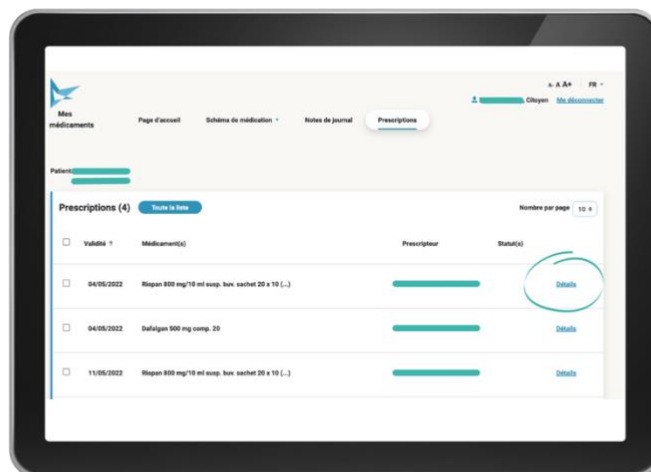 A- A A+ FR
Mes médicaments
, Citoyen Me déconnecter
Page d'accueil Schéma de médication Notes de journal Prescriptions
Patient
Prescriptions (4) Toute la liste Nombre par page 10
Validité ↑ Médicament(s) Prescripteur Statut(s)
04/05/2022 Riopan 800 mg/10 ml susp. buv. sachet 20 x 10 (...) Détails
04/05/2022 Dafalgan 500 mg comp. 20 Détails
11/05/2022 Riopan 800 mg/10 ml susp. buv. sachet 20 x 10 (...) Détails